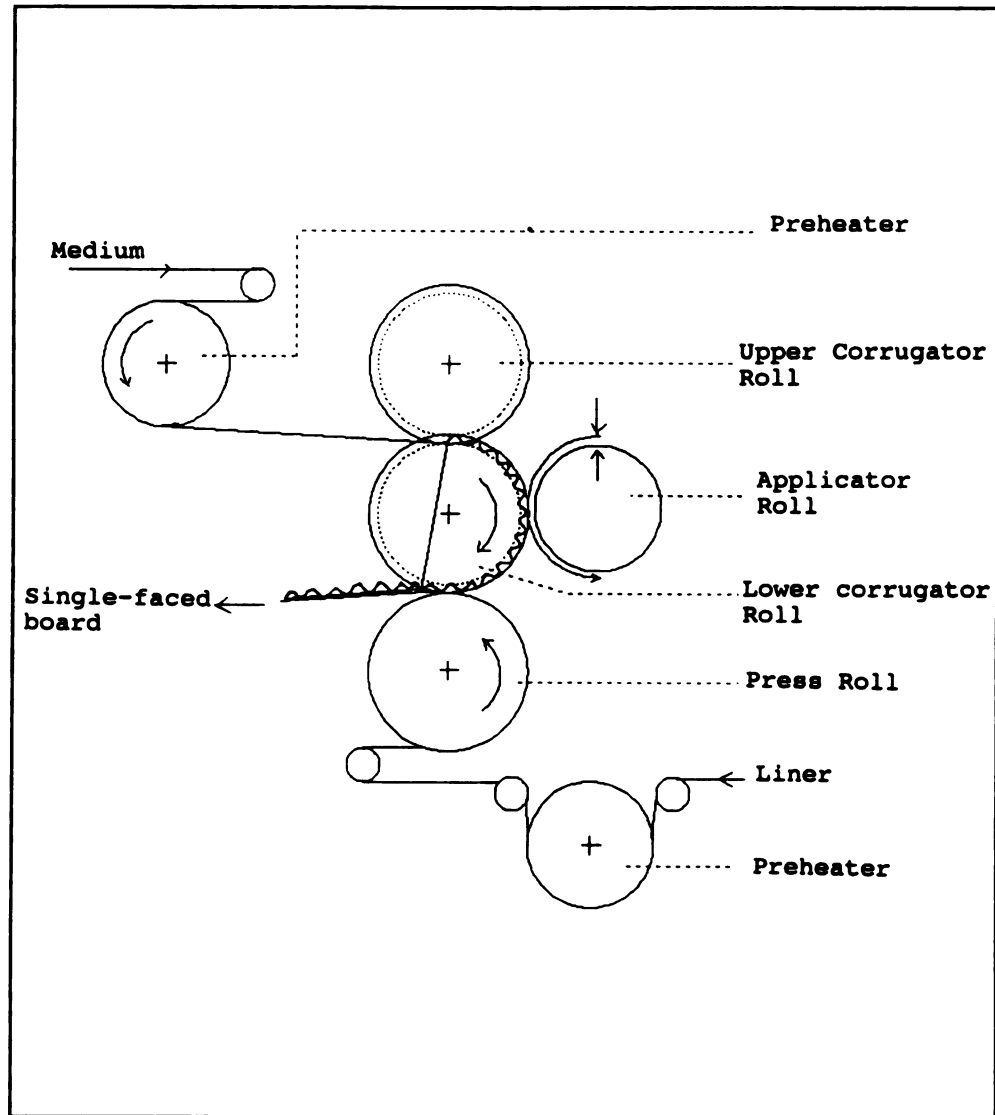 Preheater
Medium
Upper Corrugator
Roll
Applicator
Roll
Single-faced
board
Lower corrugator
Roll
Press Roll
Liner
Preheater